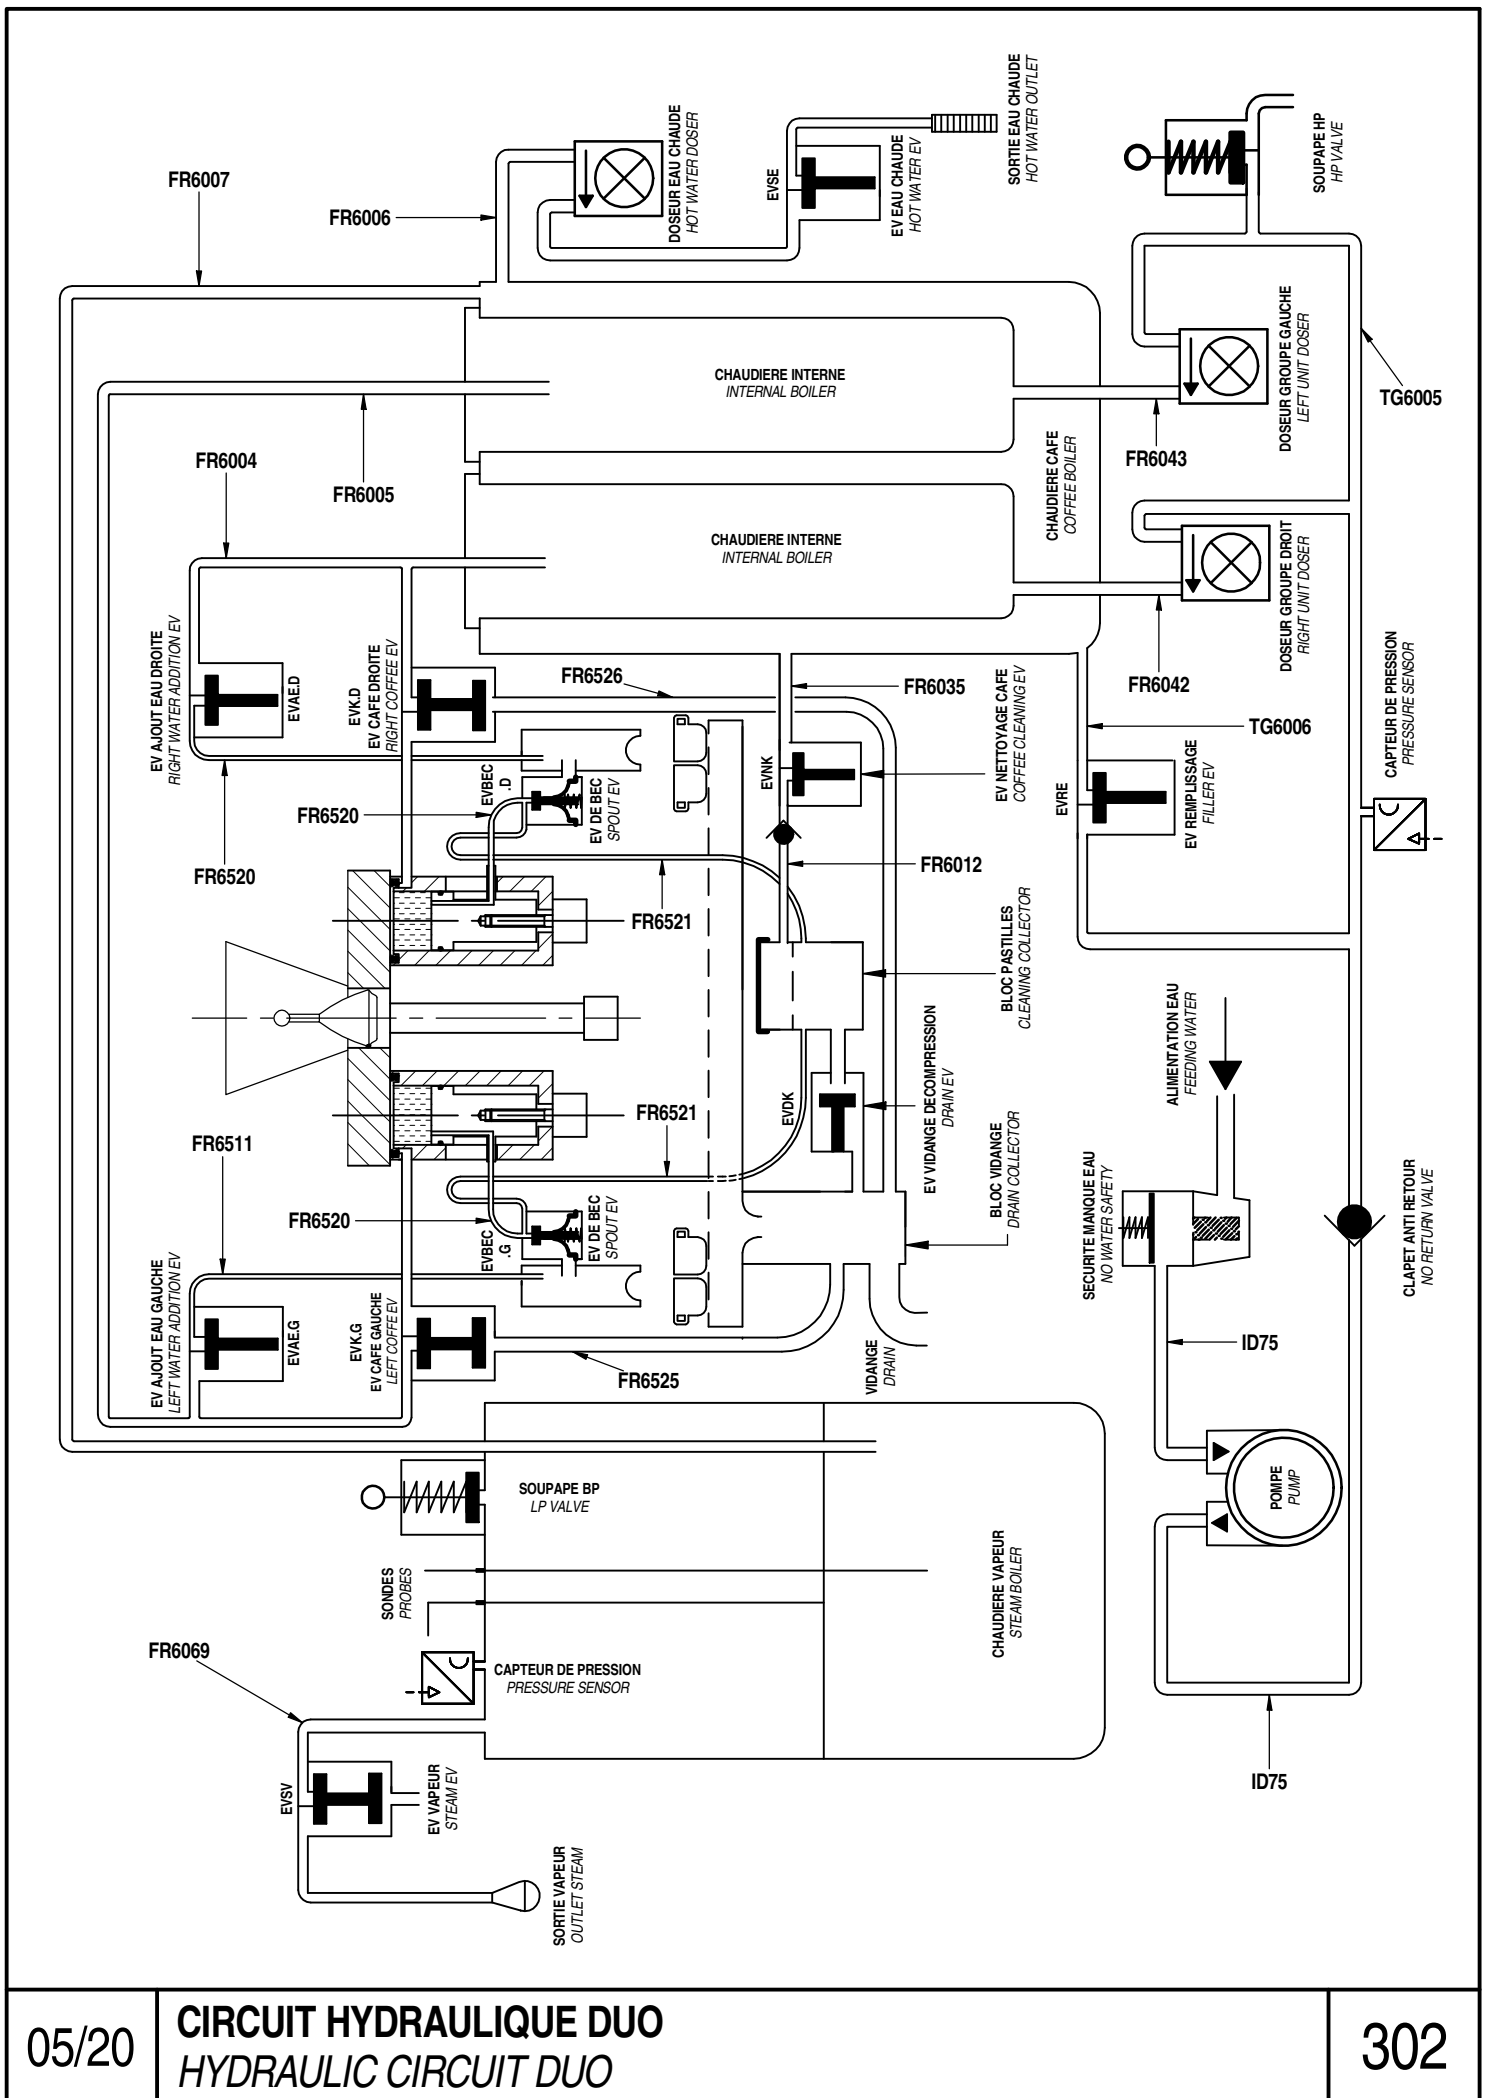 FR6007
FR6006
DOSEUR EAU CHAUDE
HOT WATER DOSER
EVSE
EV EAU CHAUDE
HOT WATER EV
SORTIE EAU CHAUDE
HOT WATER OUTLET
SOUPAPE HP
HP VALVE
CHAUDIERE INTERNE
INTERNAL BOILER
DOSEUR GROUPE GAUCHE
LEFT UNIT DOSER
TG6005
FR6004
FR6005
CHAUDIERE CAFE
COFFEE BOILER
FR6043
CHAUDIERE INTERNE
INTERNAL BOILER
DOSEUR GROUPE DROIT
RIGHT UNIT DOSER
EV AJOUT EAU DROITE
RIGHT WATER ADDITION EV
EVAE.D
EVK.D
EV CAFE DROITE
RIGHT COFFEE EV
FR6526
FR6035
EV NETTOYAGE CAFE
COFFEE CLEANING EV
FR6042
TG6006
CAPTEUR DE PRESSION
PRESSURE SENSOR
EVBEC
.D
EV DE BEC
SPOUT EV
EVNK
EVRE
EV REMPLISSAGE
FILLER EV
FR6520
FR6520
FR6012
FR6521
BLOC PASTILLES
CLEANING COLLECTOR
ALIMENTATION EAU
FEEDING WATER
EVDK
EV VIDANGE DECOMPRESSION
DRAIN EV
FR6511
FR6521
BLOC VIDANGE
DRAIN COLLECTOR
SECURITE MANQUE EAU
NO WATER SAFETY
CLAPET ANTI RETOUR
NO RETURN VALVE
FR6520
EVBEC
.G
EV DE BEC
SPOUT EV
EV AJOUT EAU GAUCHE
LEFT WATER ADDITION EV
EVAE.G
EVK.G
EV CAFE GAUCHE
LEFT COFFE EV
FR6525
VIDANGE
DRAIN
ID75
SOUPAPE BP
LP VALVE
POMPE
PUMP
SONDES
PROBES
CHAUDIERE VAPEUR
STEAM BOILER
FR6069
CAPTEUR DE PRESSION
PRESSURE SENSOR
EVSV
EV VAPEUR
STEAM EV
ID75
SORTIE VAPEUR
OUTLET STEAM
05/20
CIRCUIT HYDRAULIQUE DUO
HYDRAULIC CIRCUIT DUO
302